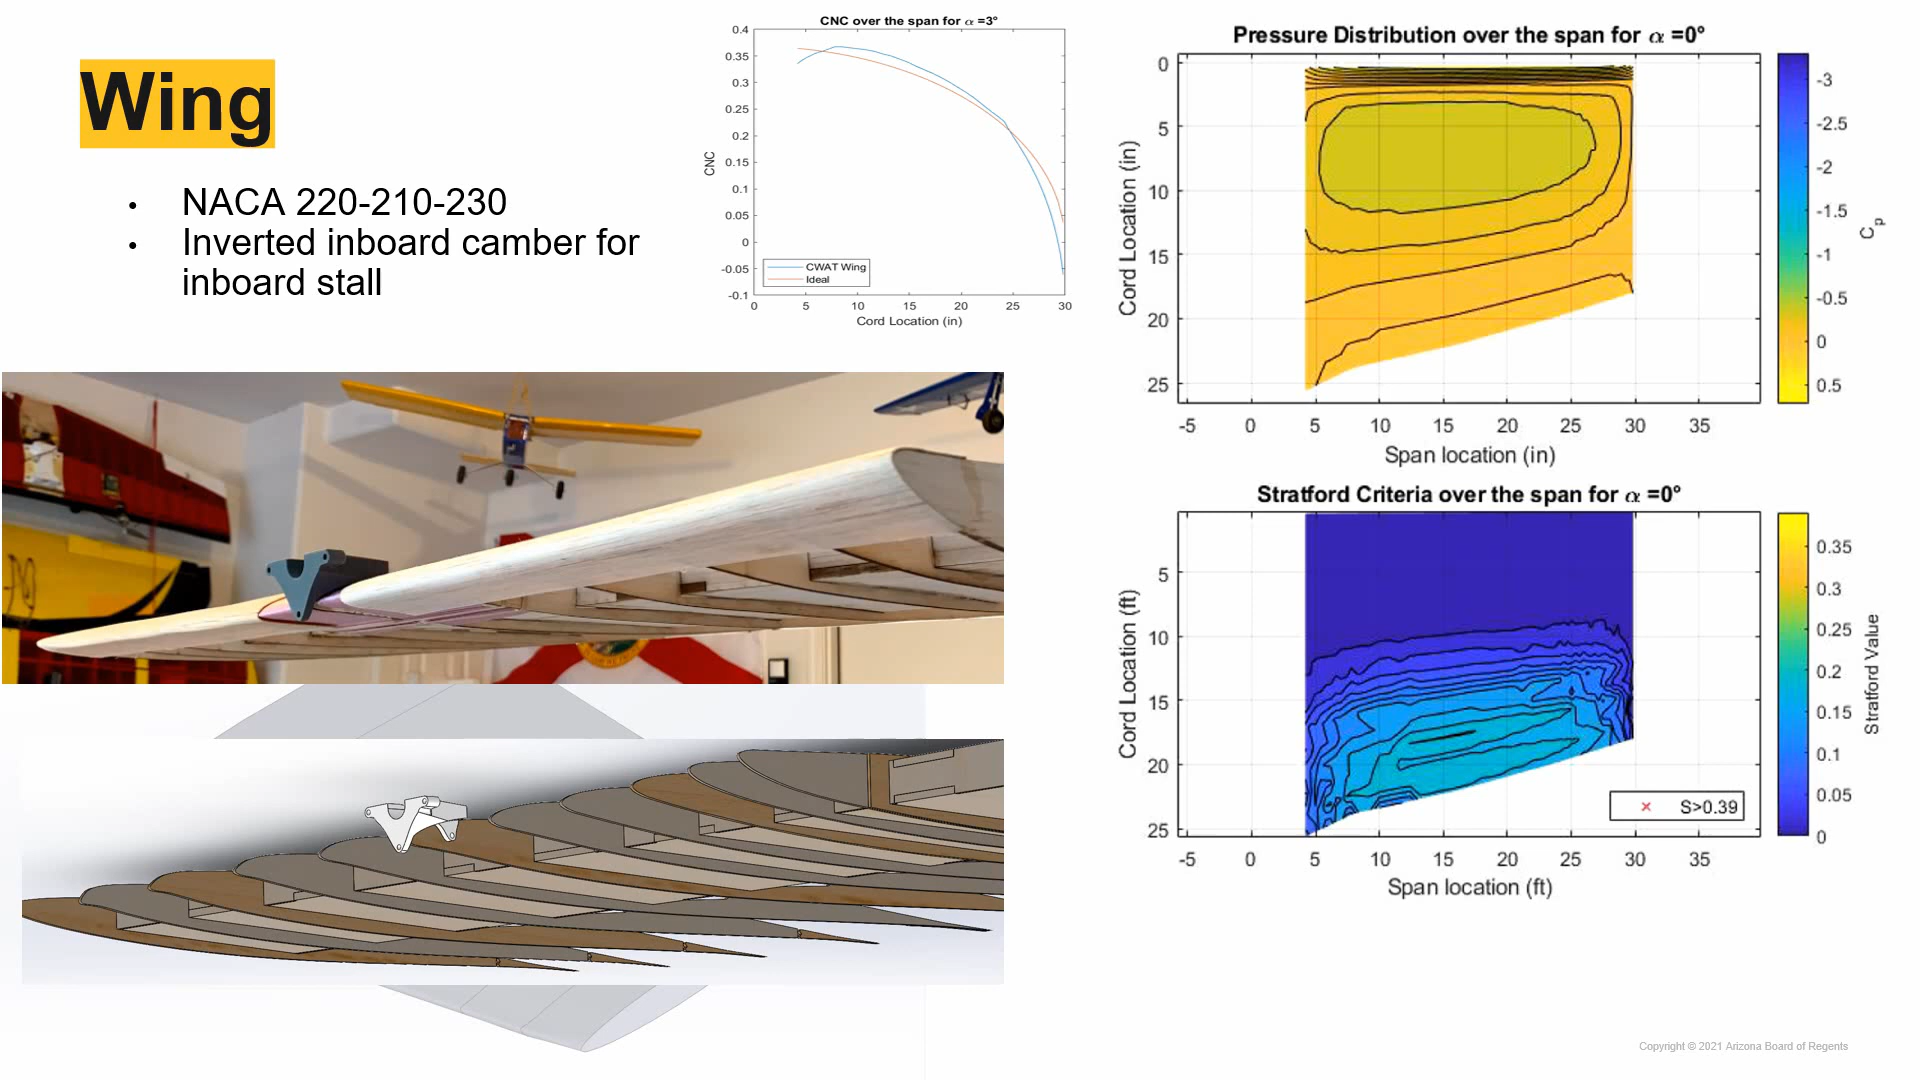 Wing
• NACA 220-210-230
• Inverted inboard camber for
inboard stall
CNC over the span for α =3°
0.4
0.35
0.3
0.25
0.2
0.15
0.1
0.05
0
-0.05
-0.1
CNC
CWAT Wing
Ideal
0 5 10 15 20 25 30
Cord Location (in)
Pressure Distribution over the span for α =0°
0
5
10
15
20
25
Cord Location (in)
-5 0 5 10 15 20 25 30 35
Span location (in)
-3
-2.5
-2
-1.5
-1
-0.5
0
0.5
Cp
Stratford Criteria over the span for α =0°
5
10
15
20
25
Cord Location (ft)
× S>0.39
-5 0 5 10 15 20 25 30 35
Span location (ft)
0.35
0.3
0.25
0.2
0.15
0.1
0.05
0
Stratford Value
Copyright © 2021 Arizona Board of Regents